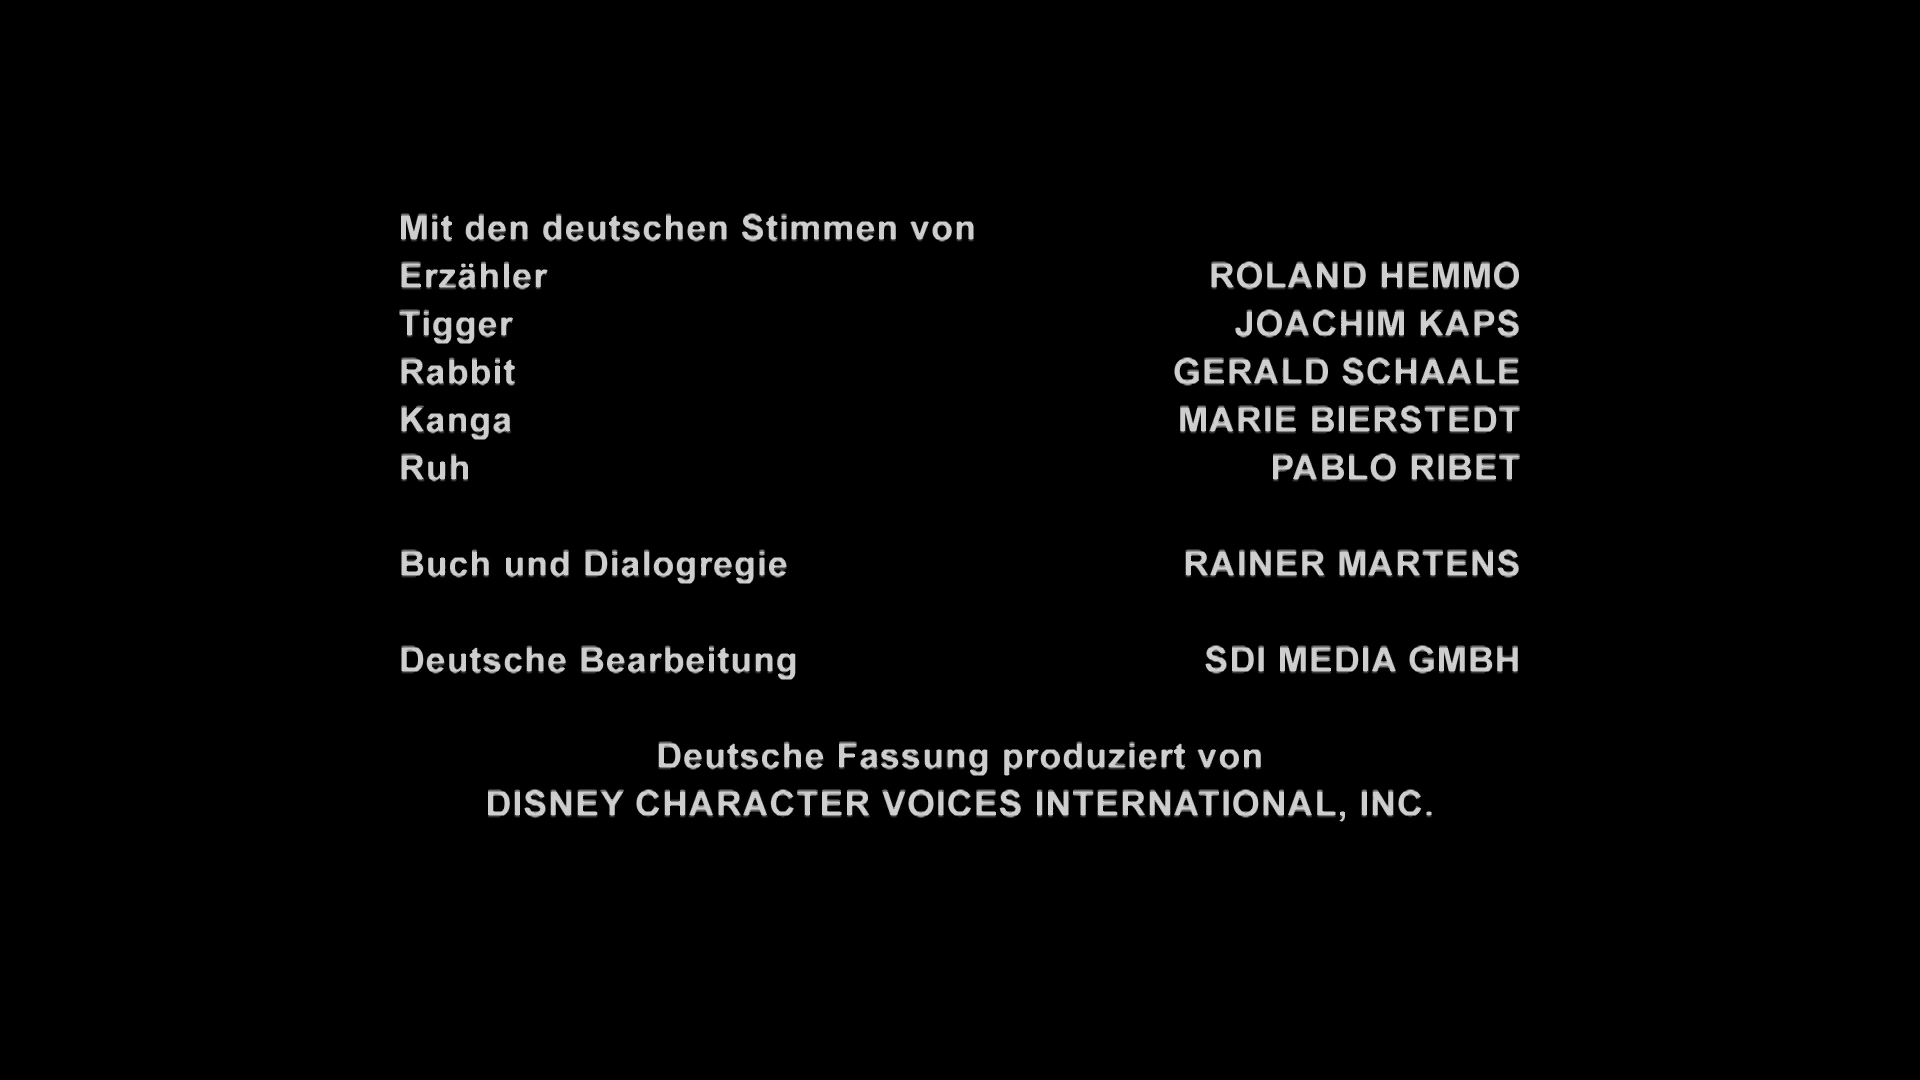 Mit den deutschen Stimmen von
Erzähler ROLAND HEMMO
Tigger JOACHIM KAPS
Rabbit GERALD SCHAALE
Kanga MARIE BIERSTEDT
Ruh PABLO RIBET
Buch und Dialogregie RAINER MARTENS
Deutsche Bearbeitung SDI MEDIA GMBH
Deutsche Fassung produziert von
DISNEY CHARACTER VOICES INTERNATIONAL, INC.